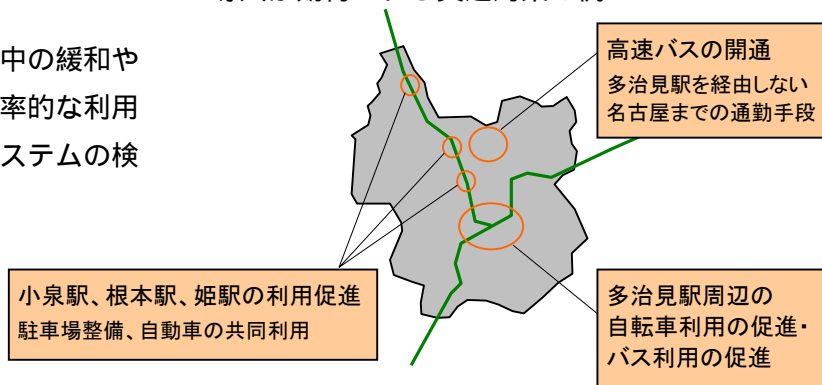 中の緩和や
率的な利用
ステムの検
高速バスの開通
多治見駅を経由しない
名古屋までの通勤手段
小泉駅、根本駅、姫駅の利用促進
駐車場整備、自動車の共同利用
多治見駅周辺の
自転車利用の促進・
バス利用の促進